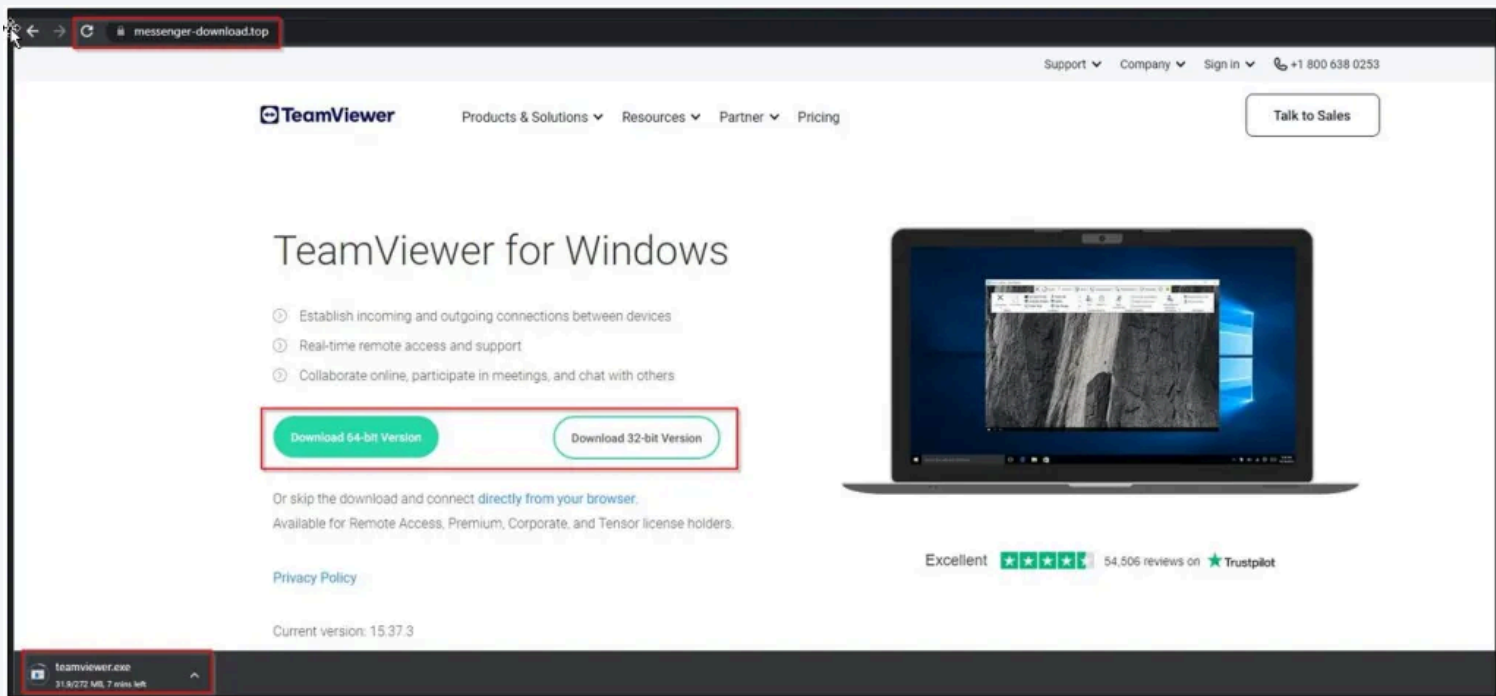 messenger-download.top
Support Company Sign in +1 800 638 0253
TeamViewer Products & Solutions Resources Partner Pricing Talk to Sales
TeamViewer for Windows
Establish incoming and outgoing connections between devices
Real-time remote access and support
Collaborate online, participate in meetings, and chat with others
Download 64-bit Version Download 32-bit Version
Or skip the download and connect directly from your browser.
Available for Remote Access, Premium, Corporate, and Tensor license holders.
Excellent 54,506 reviews on Trustpilot
Privacy Policy
Current version: 15.37.3
teamviewer.exe
31.9/272 MB, 7 mins left